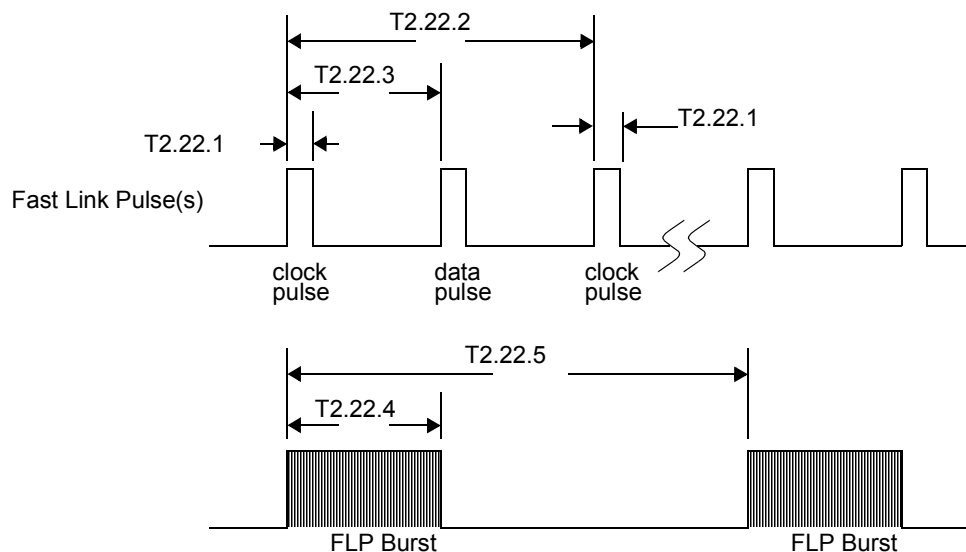 T2.22.2
T2.22.3
T2.22.1
T2.22.1
Fast Link Pulse(s)
clock
pulse
data
pulse
clock
pulse
T2.22.5
T2.22.4
FLP Burst
FLP Burst